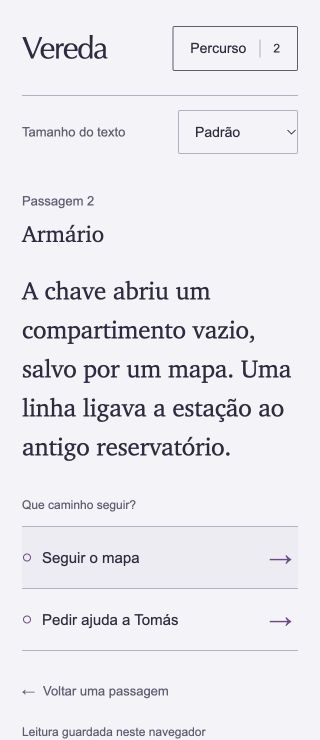 Vereda
Percurso 2
Tamanho do texto
Padrão
Passagem 2
Armário
A chave abriu um
compartimento vazio,
salvo por um mapa. Uma
linha ligava a estação ao
antigo reservatório.
Que caminho seguir?
Seguir o mapa →
Pedir ajuda a Tomás →
← Voltar uma passagem
Leitura guardada neste navegador